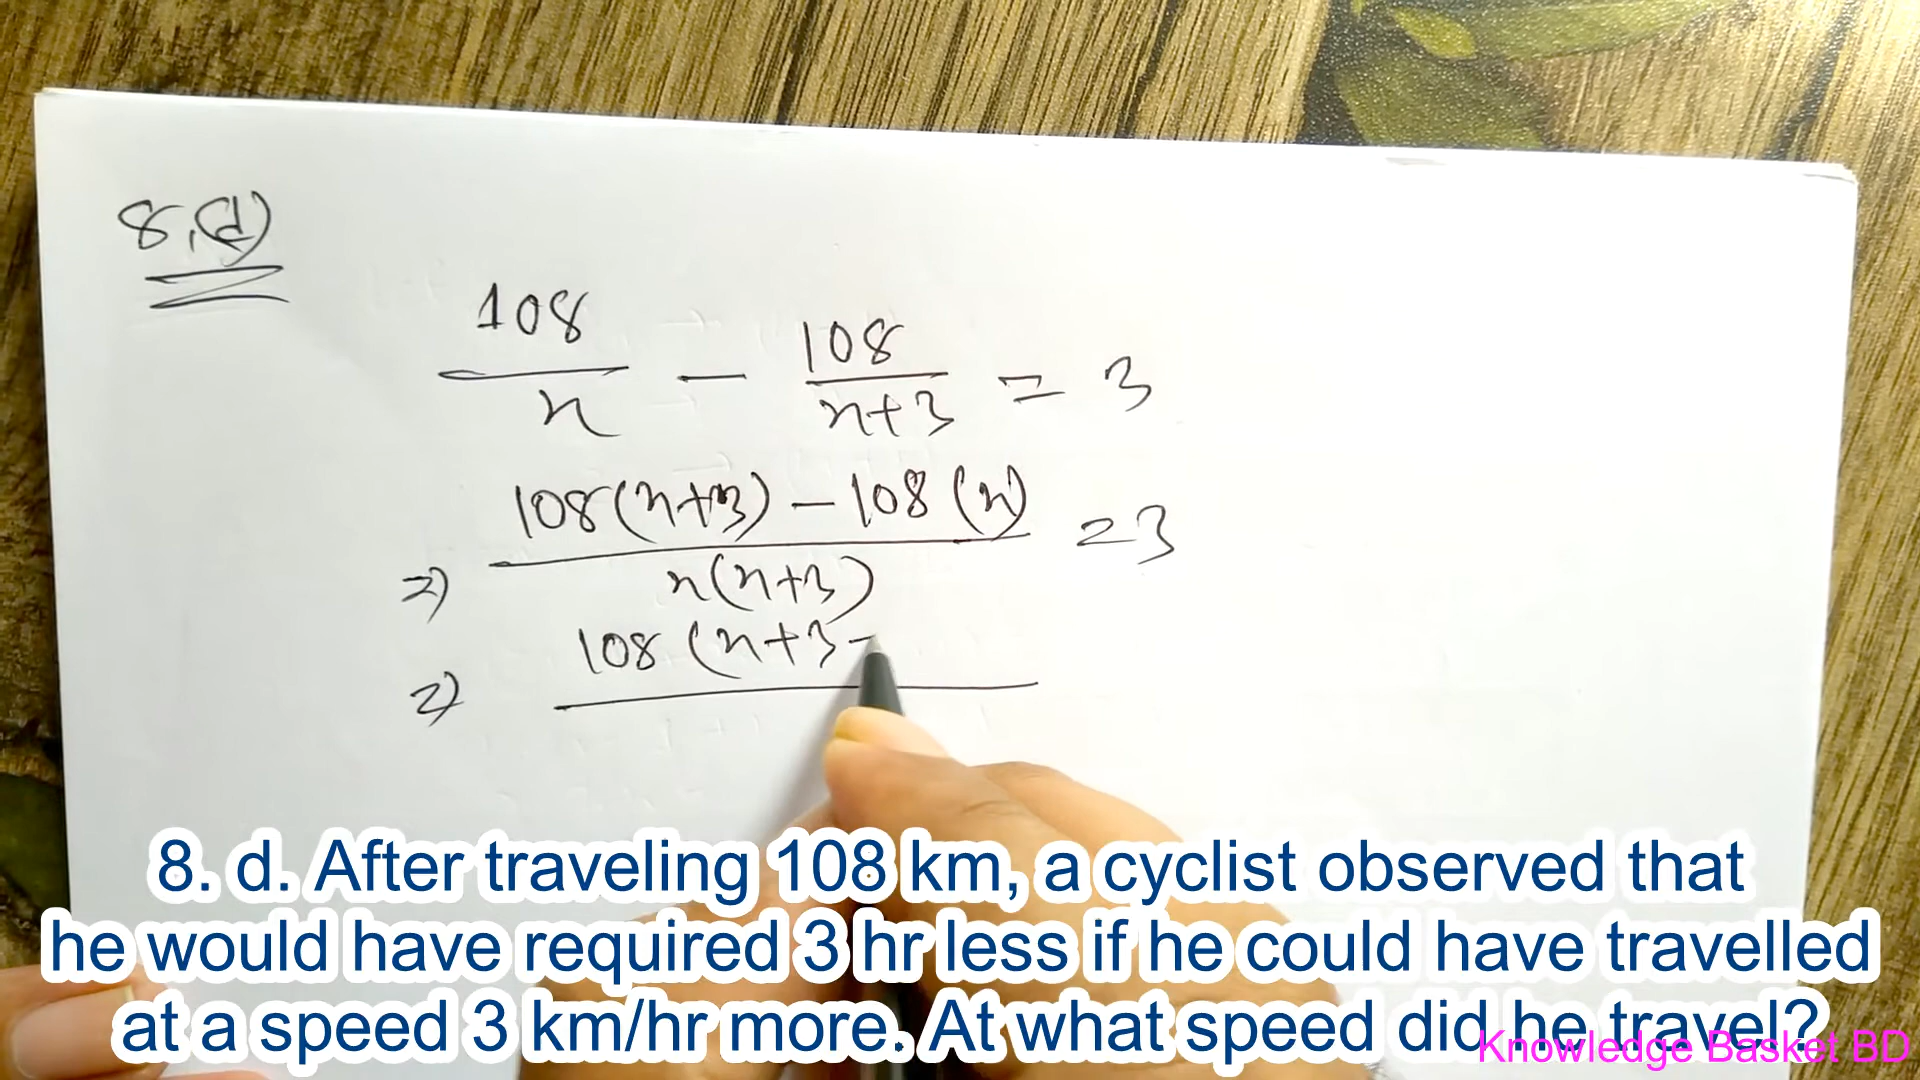 8.(d)
108/x - 108/x+3 = 3
=> 108(x+3) - 108(x) / x(x+3) = 3
=> 108 (x+3 -
8. d. After traveling 108 km, a cyclist observed that
he would have required 3 hr less if he could have travelled
at a speed 3 km/hr more. At what speed did he travel?
Knowledge Basket BD